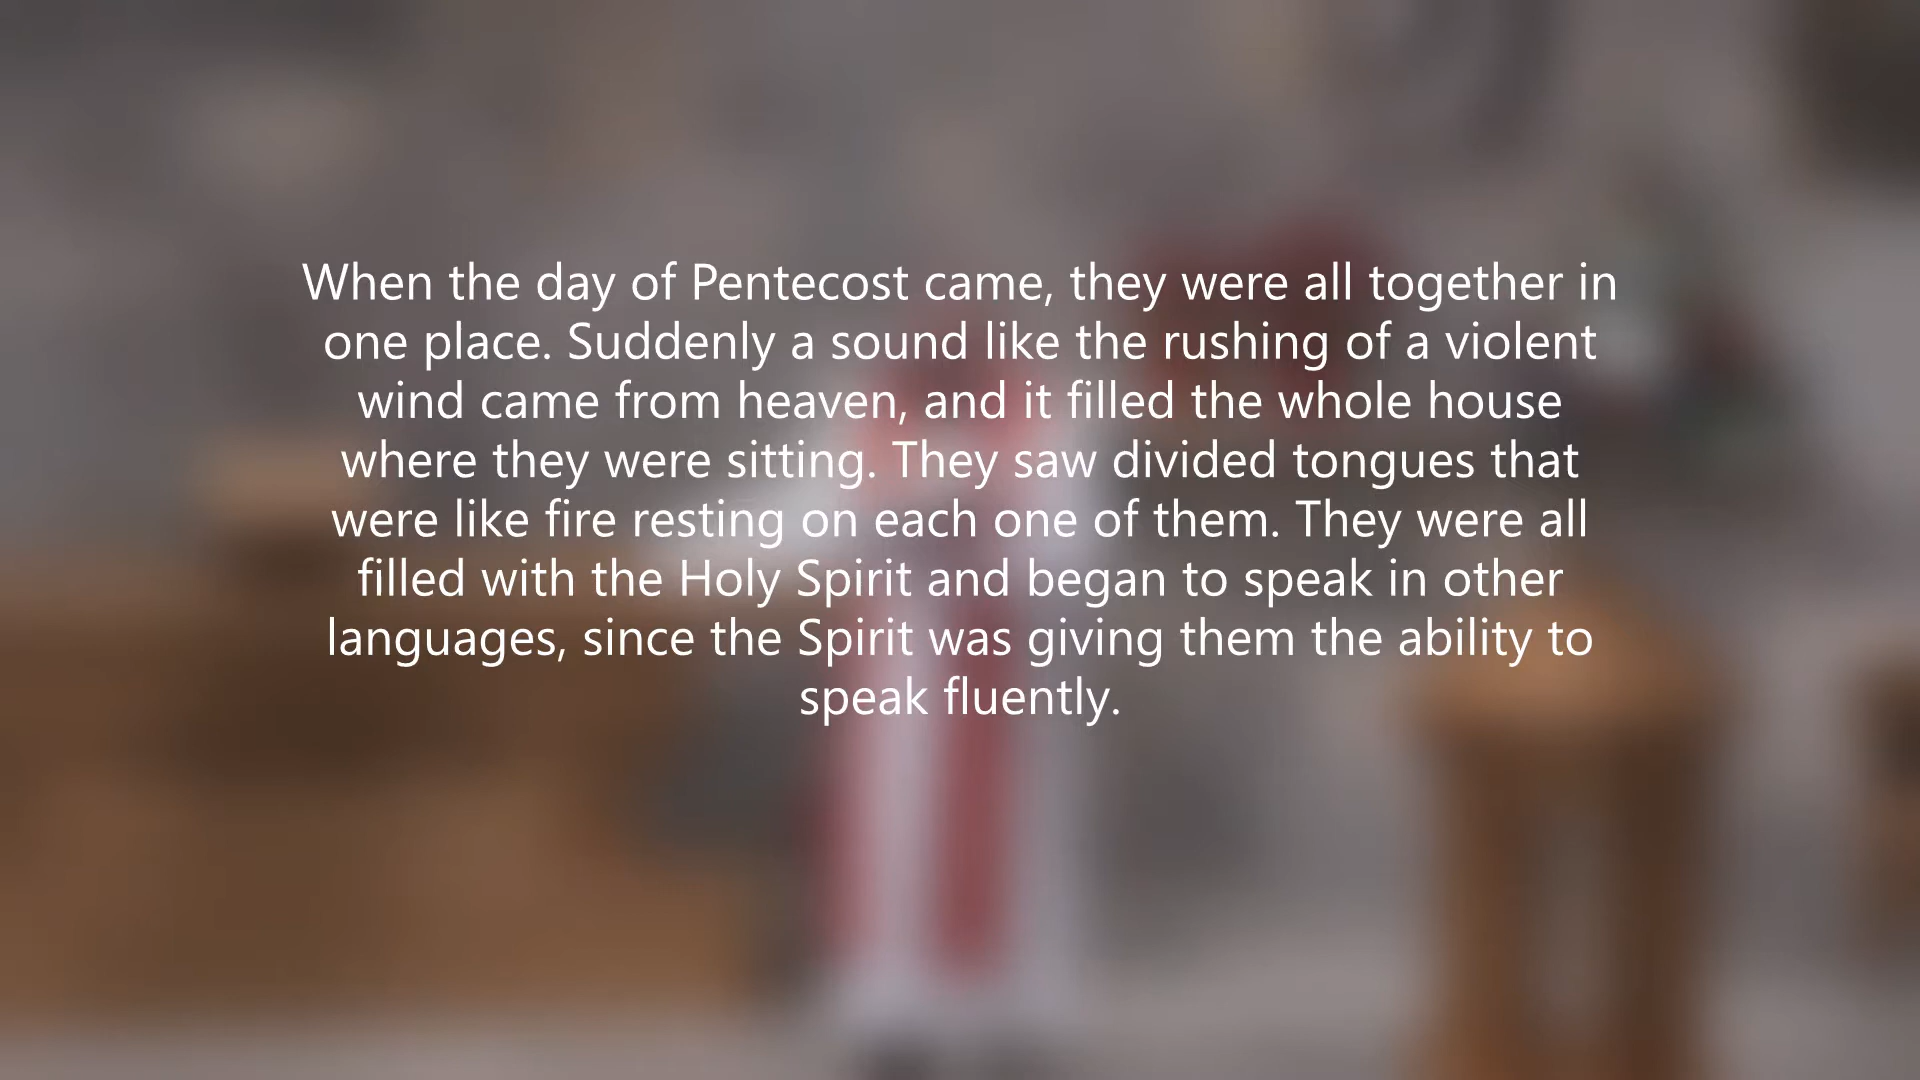 When the day of Pentecost came, they were all together in
one place. Suddenly a sound like the rushing of a violent
wind came from heaven, and it filled the whole house
where they were sitting. They saw divided tongues that
were like fire resting on each one of them. They were all
filled with the Holy Spirit and began to speak in other
languages, since the Spirit was giving them the ability to
speak fluently.